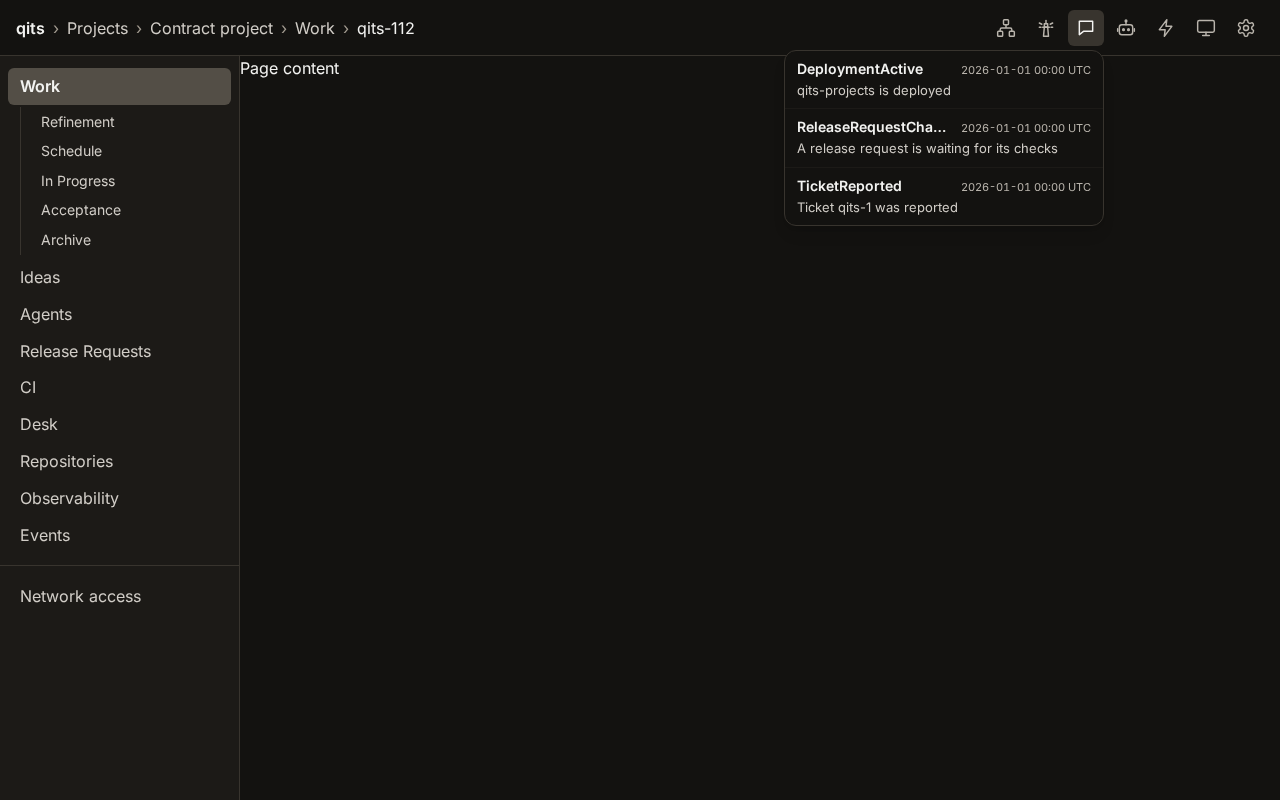 qits › Projects › Contract project › Work › qits-112
Work
Refinement
Schedule
In Progress
Acceptance
Archive
Ideas
Agents
Release Requests
CI
Desk
Repositories
Observability
Events
Network access
Page content
DeploymentActive 2026-01-01 00:00 UTC
qits-projects is deployed
ReleaseRequestCha… 2026-01-01 00:00 UTC
A release request is waiting for its checks
TicketReported 2026-01-01 00:00 UTC
Ticket qits-1 was reported